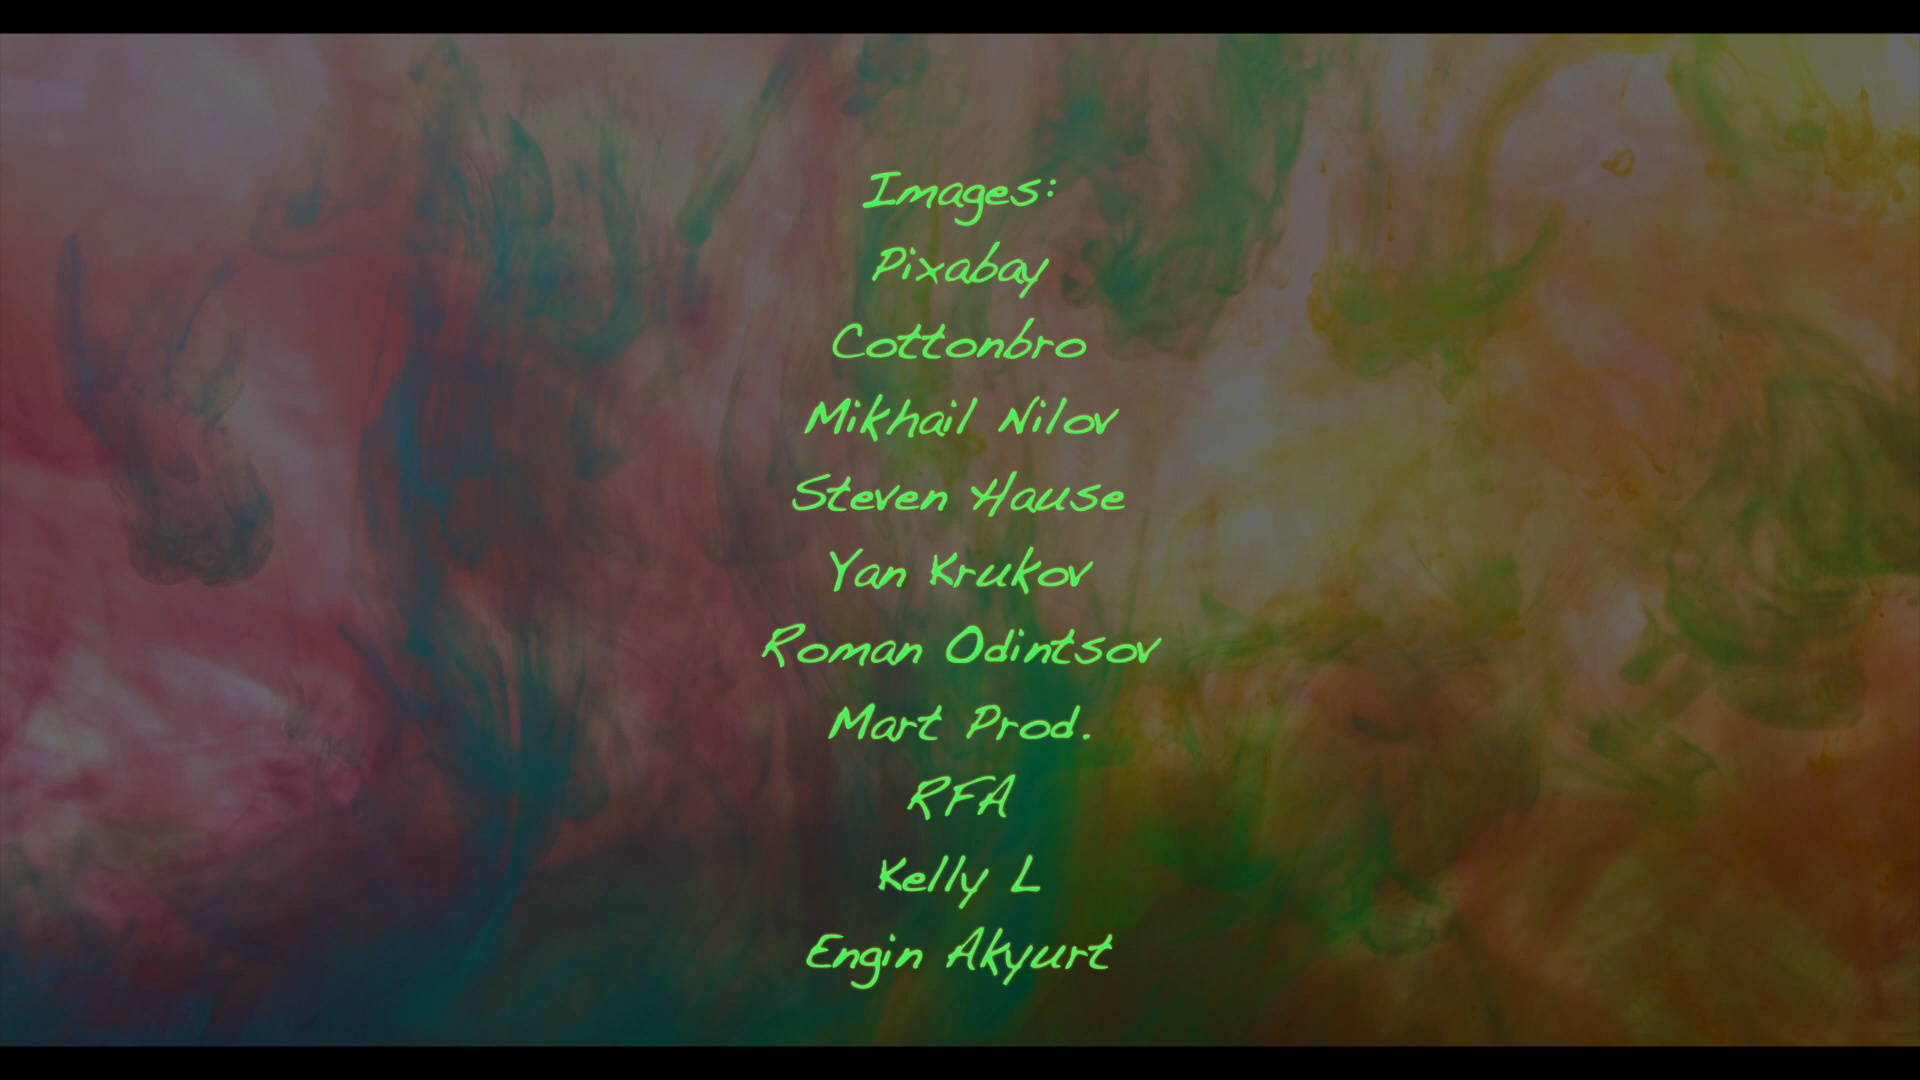 Images:
Pixabay
Cottonbro
Mikhail Nilov
Steven Hause
Yan Krukov
Roman Odintsov
Mart Prod.
RFA
Kelly L
Engin Akyurt